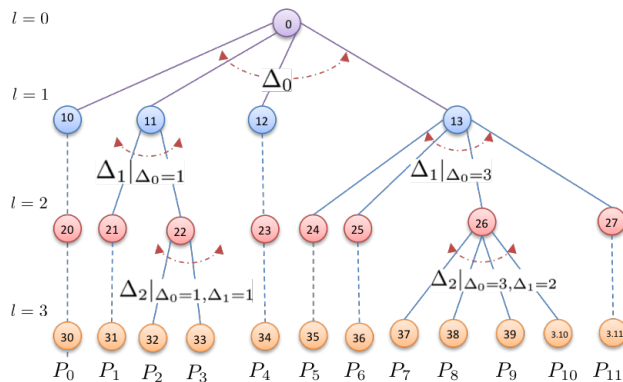 l = 0
0
Δ₀
l = 1
10 11 12 13
Δ₁|Δ₀=1 Δ₁|Δ₀=3
l = 2
20 21 22 23 24 25 26 27
Δ₂|Δ₀=1,Δ₁=1 Δ₂|Δ₀=3,Δ₁=2
l = 3
30 31 32 33 34 35 36 37 38 39 3.10 3.11
P₀ P₁ P₂ P₃ P₄ P₅ P₆ P₇ P₈ P₉ P₁₀ P₁₁